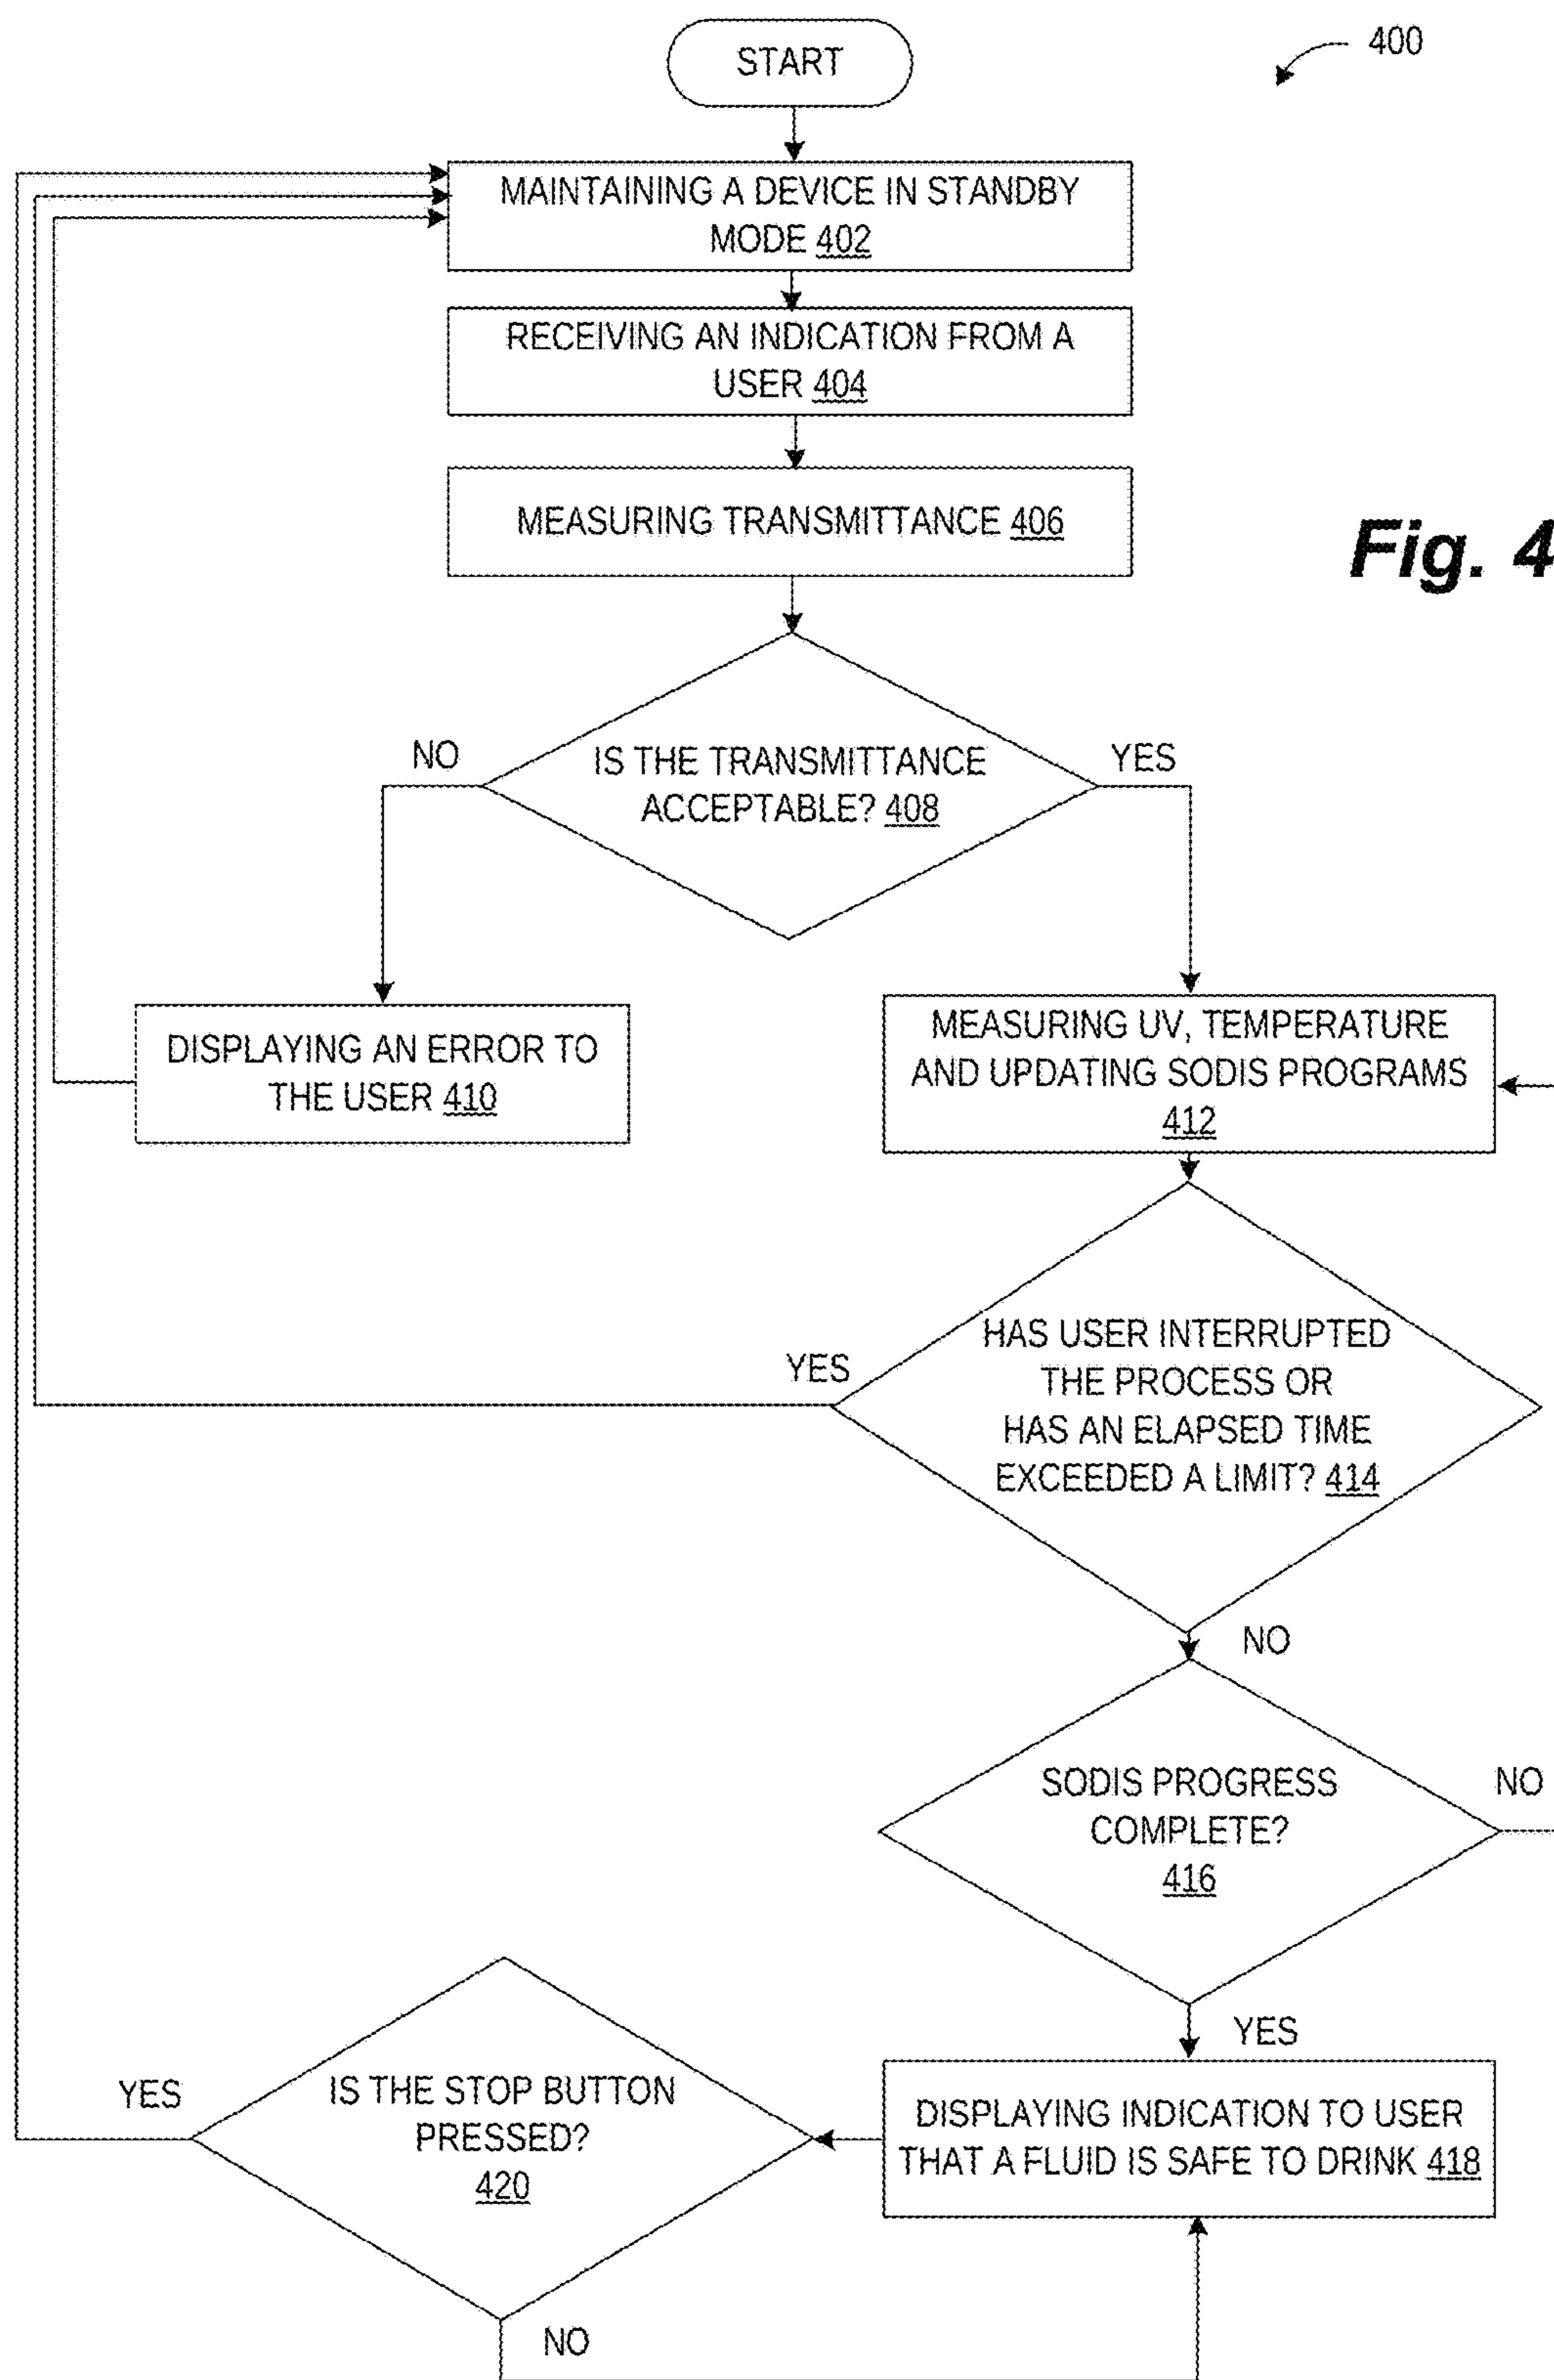 START
400
MAINTAINING A DEVICE IN STANDBY
MODE 402
RECEIVING AN INDICATION FROM A
USER 404
MEASURING TRANSMITTANCE 406
Fig. 4
NO
IS THE TRANSMITTANCE
ACCEPTABLE? 408
YES
DISPLAYING AN ERROR TO
THE USER 410
MEASURING UV, TEMPERATURE
AND UPDATING SODIS PROGRAMS
412
YES
HAS USER INTERRUPTED
THE PROCESS OR
HAS AN ELAPSED TIME
EXCEEDED A LIMIT? 414
NO
SODIS PROGRESS
COMPLETE?
416
NO
YES
YES
IS THE STOP BUTTON
PRESSED?
420
DISPLAYING INDICATION TO USER
THAT A FLUID IS SAFE TO DRINK 418
NO